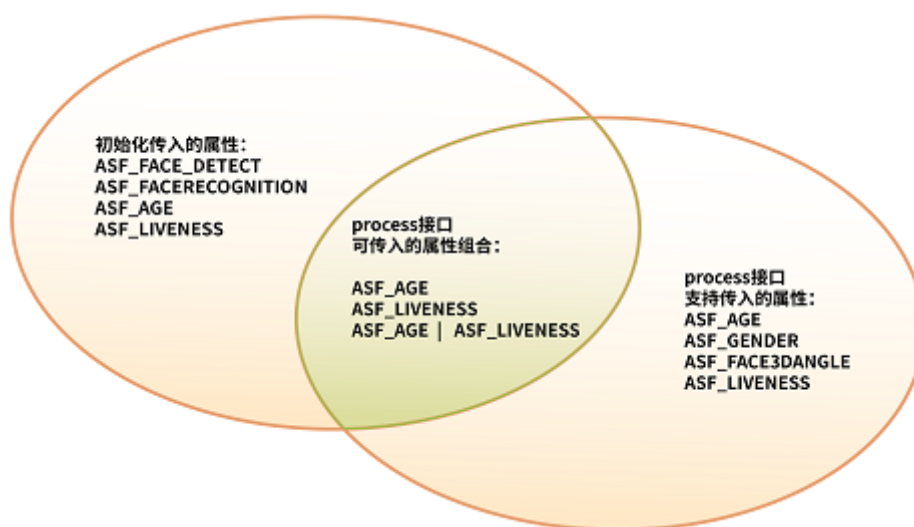 初始化传入的属性：
ASF_FACE_DETECT
ASF_FACERECOGNITION
ASF_AGE
ASF_LIVENESS
process接口
可传入的属性组合：
ASF_AGE
ASF_LIVENESS
ASF_AGE | ASF_LIVENESS
process接口
支持传入的属性：
ASF_AGE
ASF_GENDER
ASF_FACE3DANGLE
ASF_LIVENESS